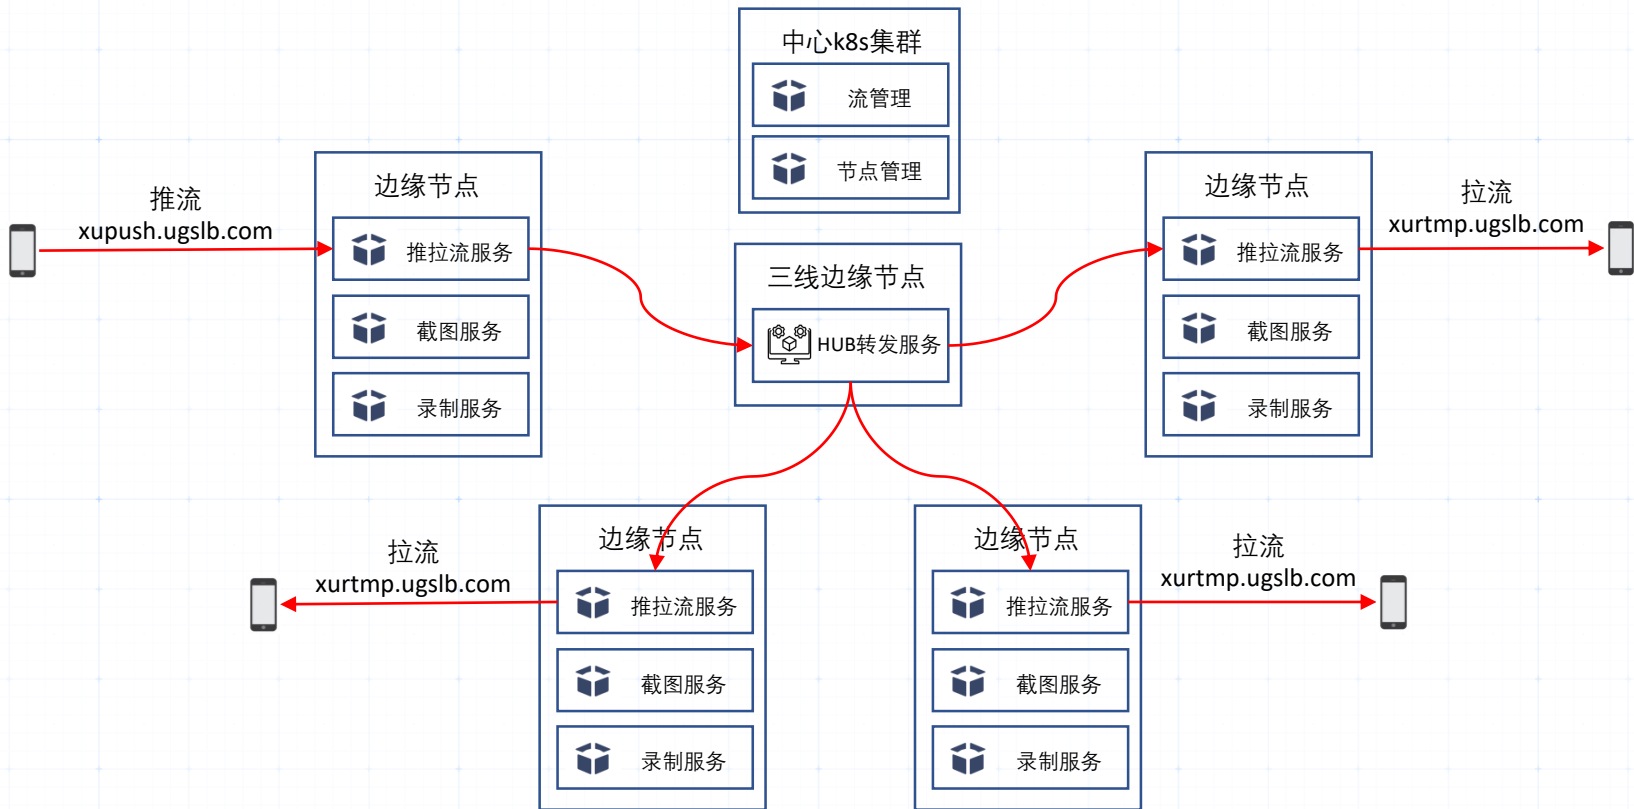 中心k8s集群
流管理
节点管理
推流
xupush.ugslb.com
边缘节点
推拉流服务
截图服务
录制服务
三线边缘节点
HUB转发服务
边缘节点
推拉流服务
截图服务
录制服务
拉流
xurtmp.ugslb.com
拉流
xurtmp.ugslb.com
边缘节点
推拉流服务
截图服务
录制服务
边缘节点
推拉流服务
截图服务
录制服务
拉流
xurtmp.ugslb.com